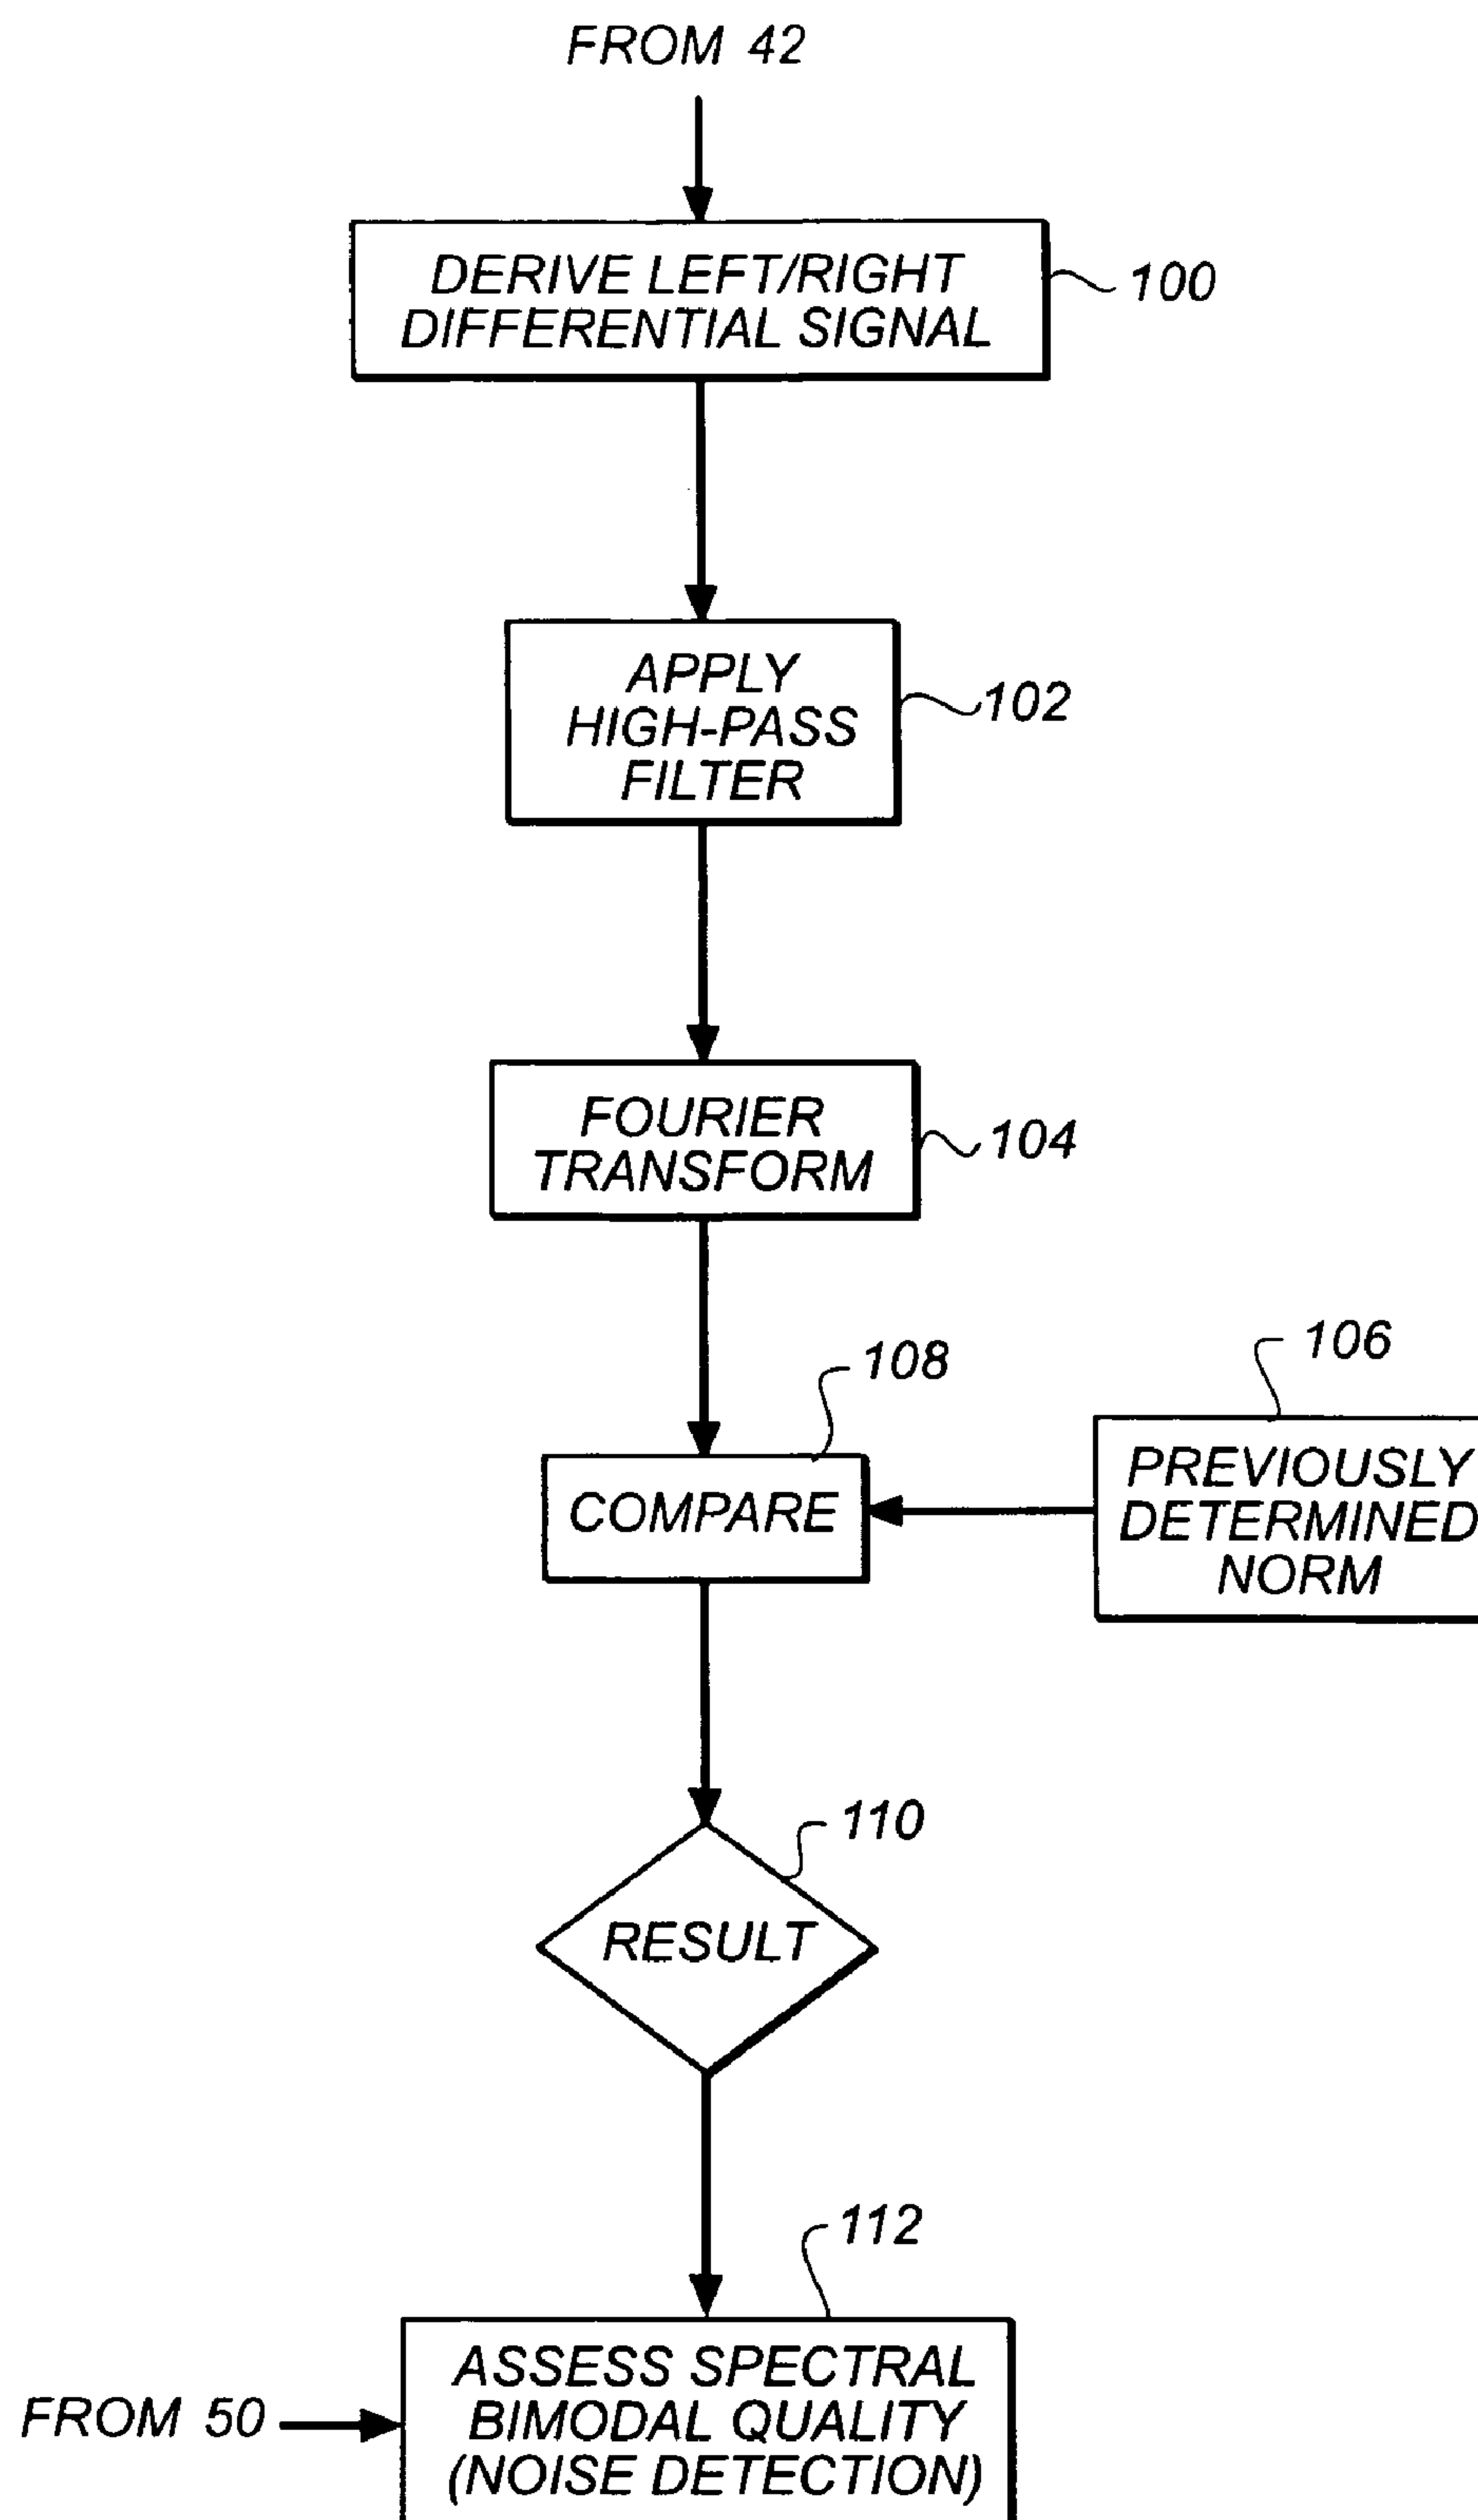 FROM 42
DERIVE LEFT/RIGHT
DIFFERENTIAL SIGNAL
100
APPLY
HIGH-PASS
FILTER
102
FOURIER
TRANSFORM
104
108
106
COMPARE
PREVIOUSLY
DETERMINED
NORM
110
RESULT
112
FROM 50
ASSESS SPECTRAL
BIMODAL QUALITY
(NOISE DETECTION)